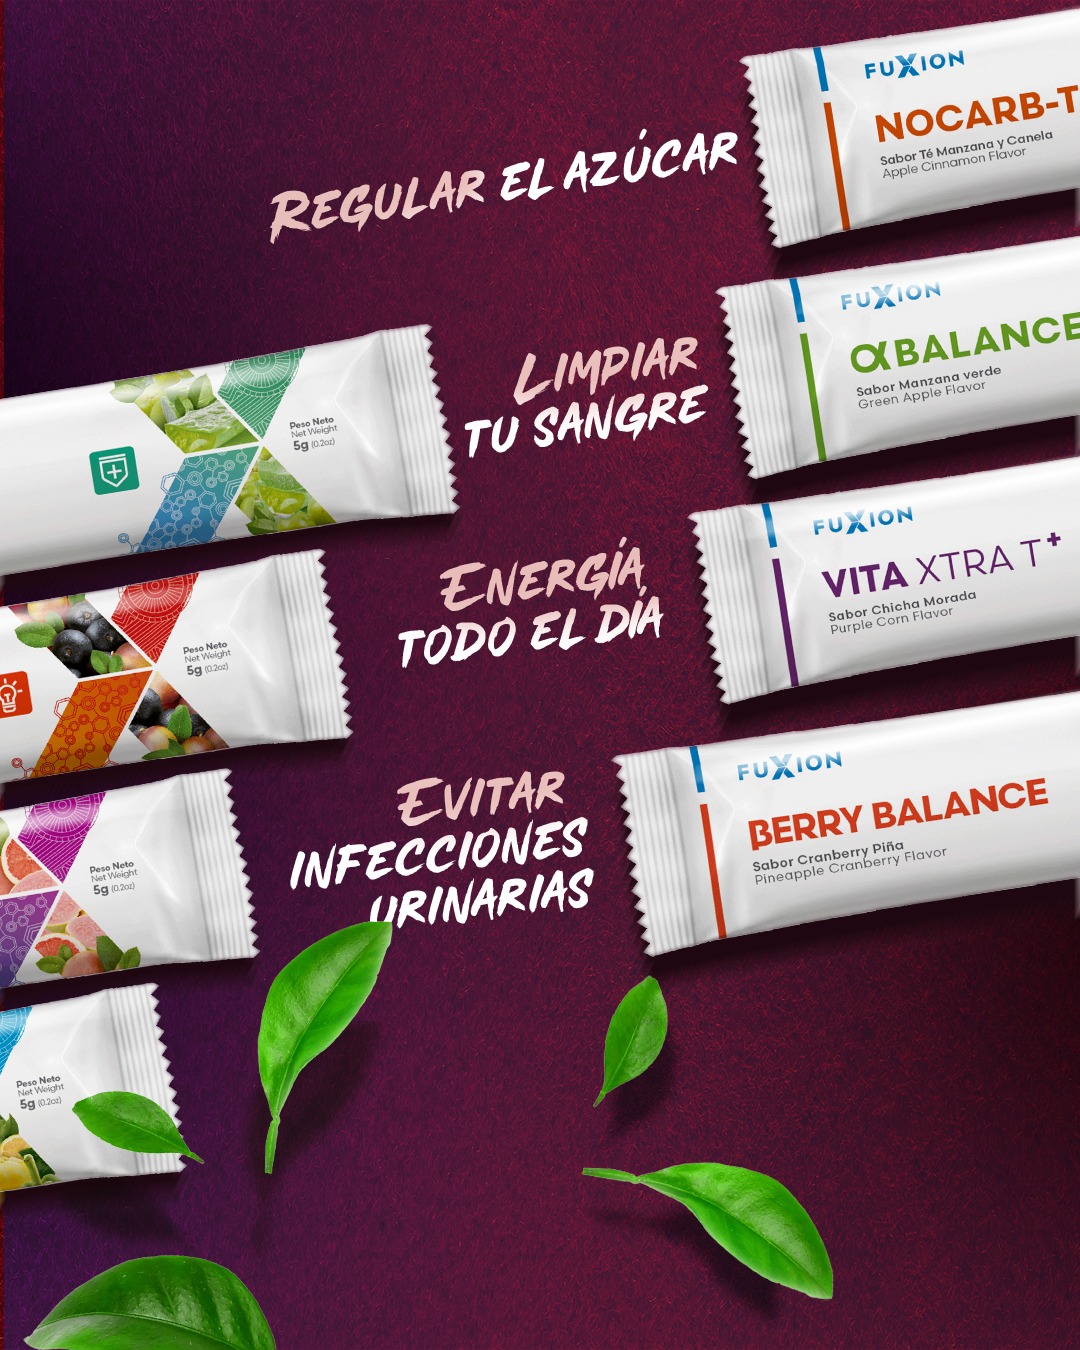 FUXION
NOCARB-T
Sabor Té Manzana y Canela
Apple Cinnamon Flavor
REGULAR EL AZÚCAR
FUXION
αBALANCE
Sabor Manzana verde
Green Apple Flavor
LIMPIAR
TU SANGRE
Peso Neto
Net Weight
5g (0.2oz)
FUXION
VITA XTRA T+
Sabor Chicha Morada
Purple Corn Flavor
ENERGÍA
TODO EL DÍA
Peso Neto
Net Weight
5g (0.2oz)
FUXION
BERRY BALANCE
Sabor Cranberry Piña
Pineapple Cranberry Flavor
EVITAR
INFECCIONES
URINARIAS
Peso Neto
Net Weight
5g (0.2oz)
Peso Neto
Net Weight
5g (0.2oz)